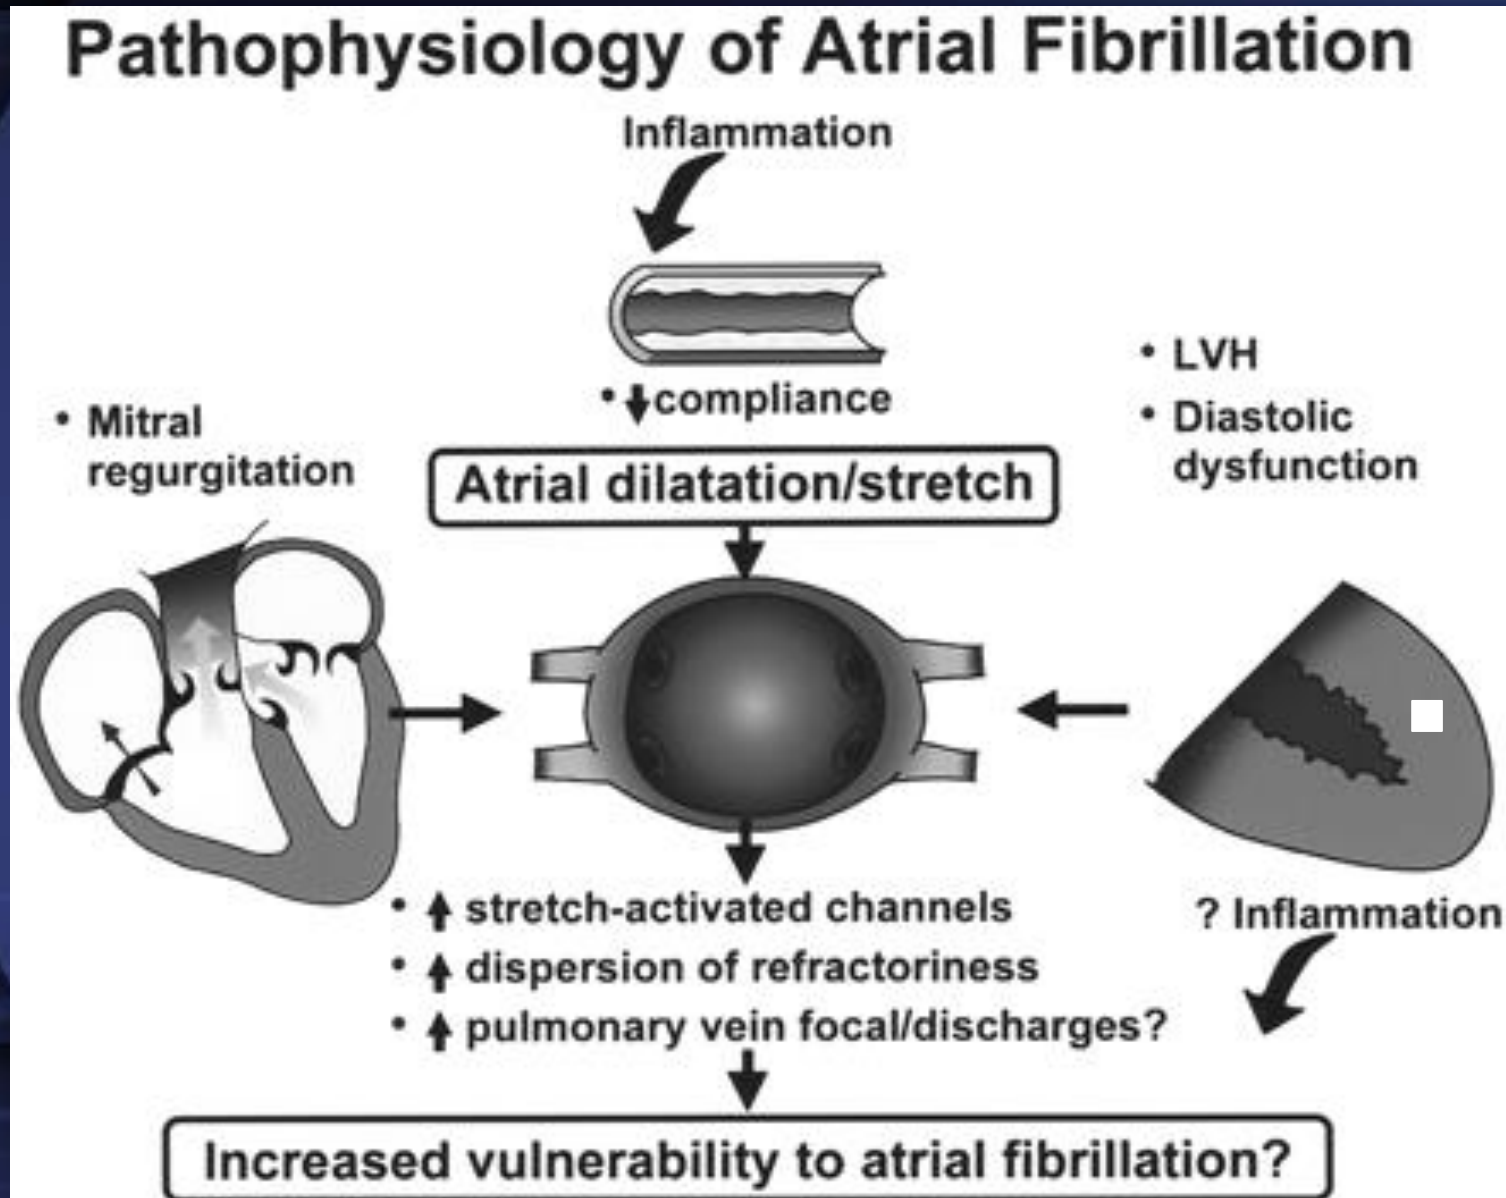 Pathophysiology of Atrial Fibrillation
Inflammation
• ↓compliance
• LVH
• Diastolic
dysfunction
• Mitral
regurgitation
Atrial dilatation/stretch
• ↑ stretch-activated channels
• ↑ dispersion of refractoriness
• ↑ pulmonary vein focal/discharges?
? Inflammation
Increased vulnerability to atrial fibrillation?